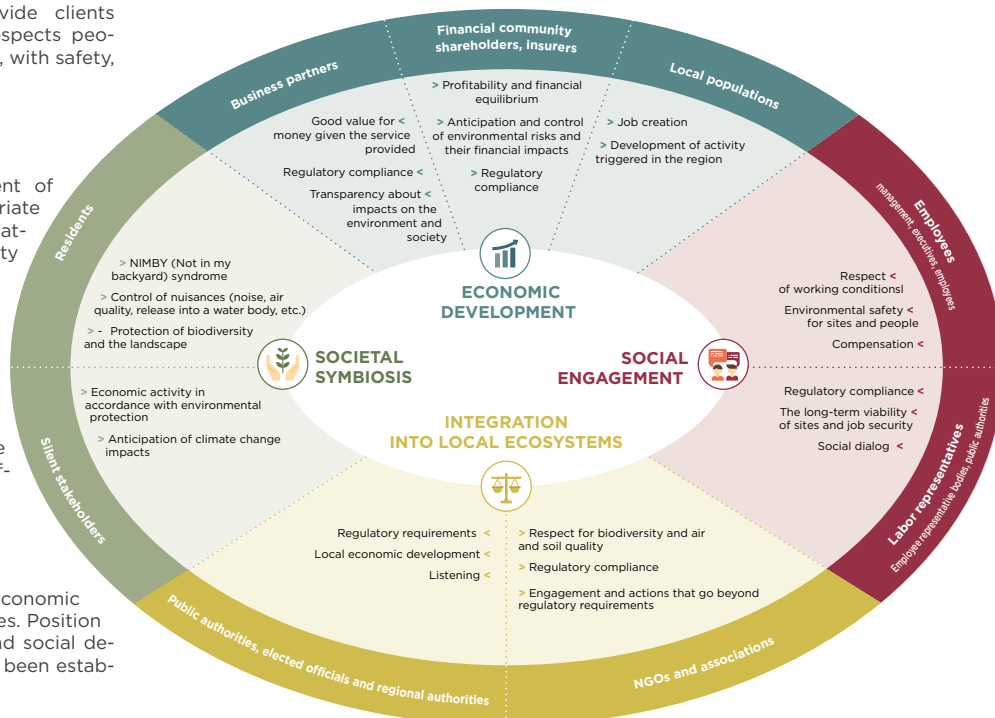 vide clients
espects peo-
, with safety,
ent of
riate
at-
ty
e
f-
conomic
es. Position
nd social de-
been estab-
Business partners
Financial community
shareholders, insurers
Local populations
Good value for <
money given the service
provided
Regulatory compliance <
Transparency about <
impacts on the
environment and
society
> Profitability and financial
equilibrium
> Anticipation and control
of environmental risks and
their financial impacts
> Regulatory
compliance
> Job creation
> Development of activity
triggered in the region
Residents
> NIMBY (Not in my
backyard) syndrome
> Control of nuisances (noise, air
quality, release into a water body, etc.)
> - Protection of biodiversity
and the landscape
Silent stakeholders
> Economic activity in
accordance with environmental
protection
> Anticipation of climate change
impacts
ECONOMIC
DEVELOPMENT
SOCIETAL
SYMBIOSIS
SOCIAL
ENGAGEMENT
INTEGRATION
INTO LOCAL ECOSYSTEMS
Employees
management, executives, employees
Respect <
of working conditionsl
Environmental safety <
for sites and people
Compensation <
Labor representatives
Employee representative bodies, public authorities
Regulatory compliance <
The long-term viability <
of sites and job security
Social dialog <
Regulatory requirements <
Local economic development <
Listening <
> Respect for biodiversity and air
and soil quality
> Regulatory compliance
> Engagement and actions that go beyond
regulatory requirements
Public authorities, elected officials and regional authorities
NGOs and associations